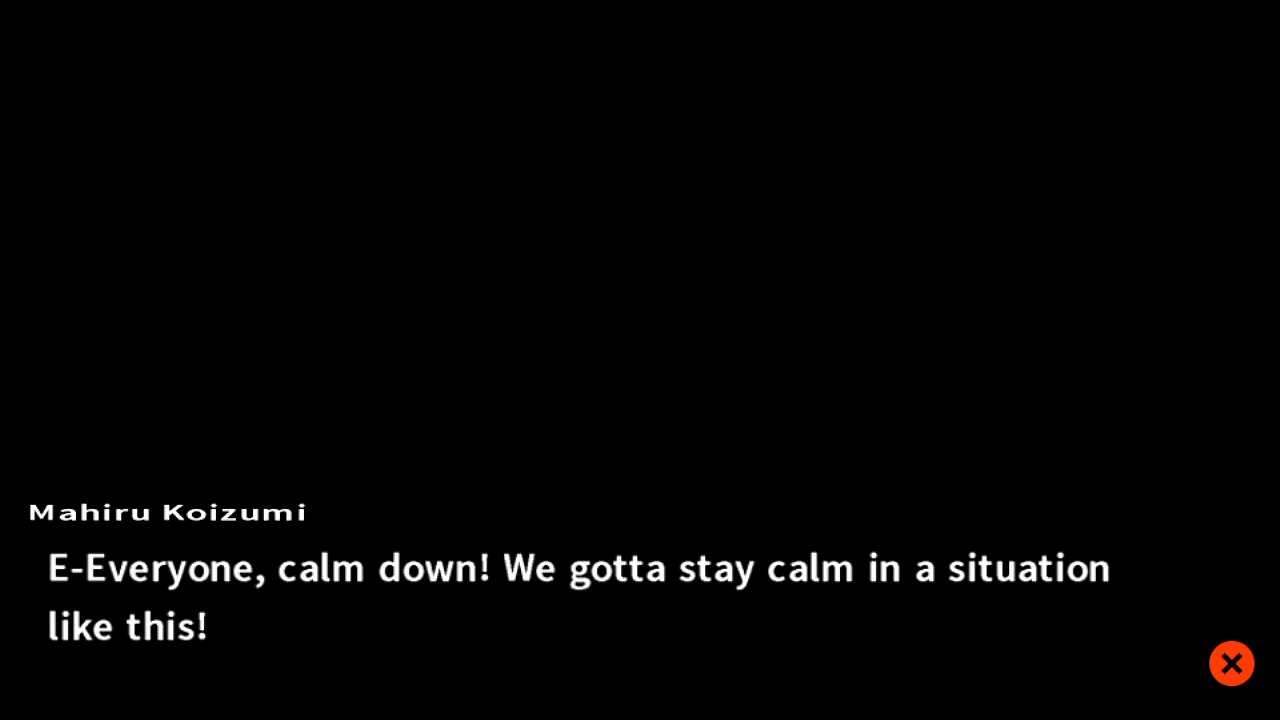 Mahiru Koizumi
E-Everyone, calm down! We gotta stay calm in a situation
like this!